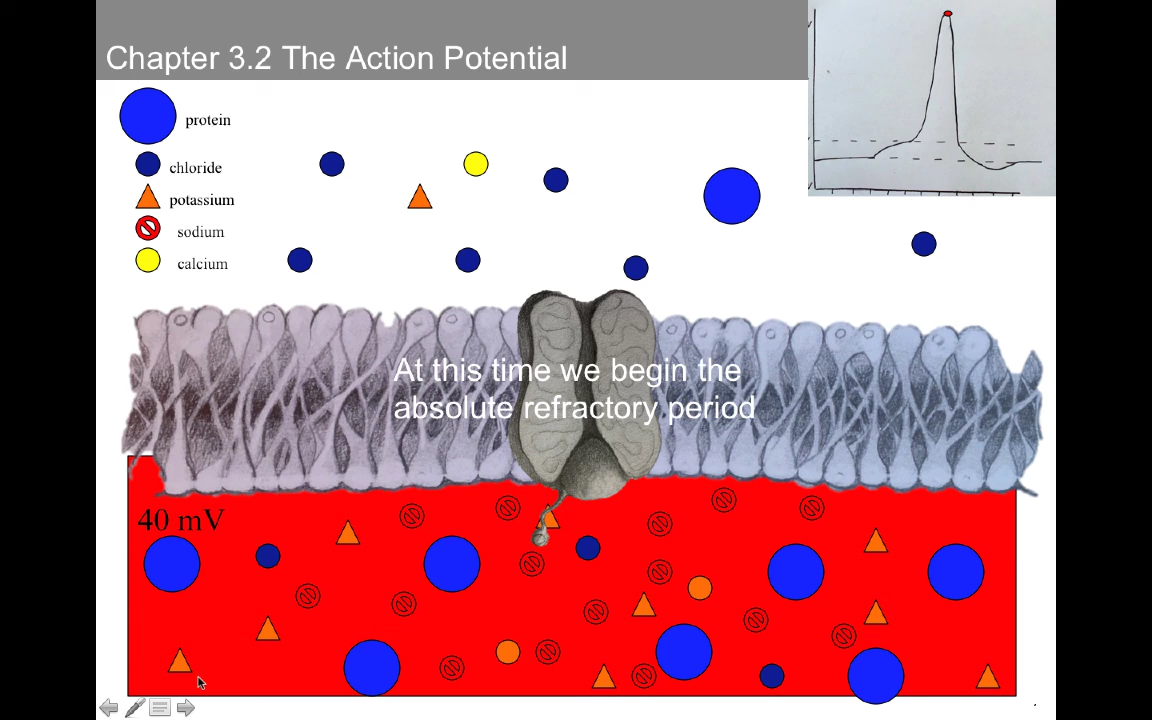 Chapter 3.2 The Action Potential
protein
chloride
potassium
sodium
calcium
At this time we begin the
absolute refractory period
40 mV